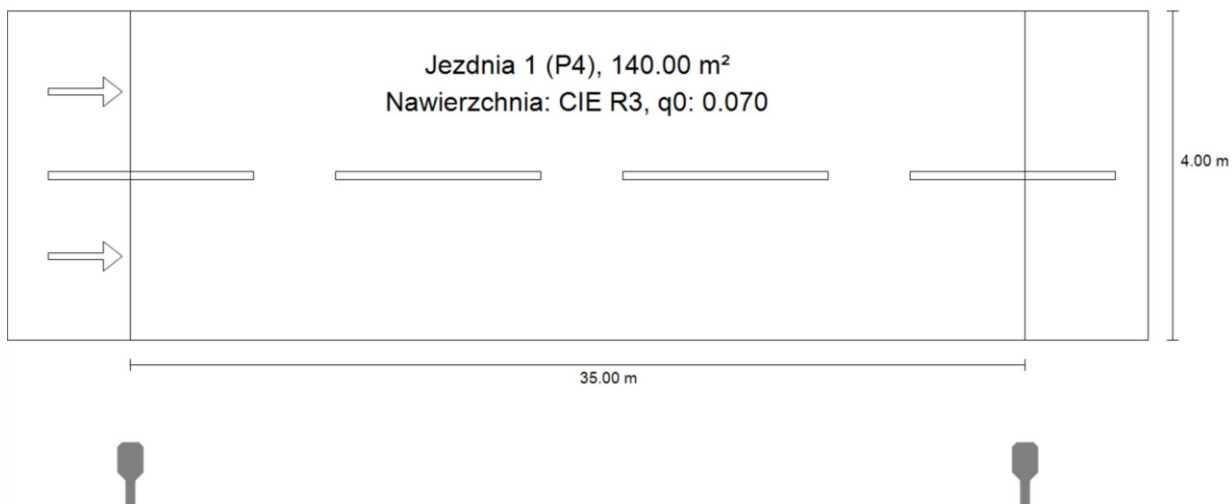 Jezdnia 1 (P4), 140.00 m²
Nawierzchnia: CIE R3, q0: 0.070
4.00 m
35.00 m